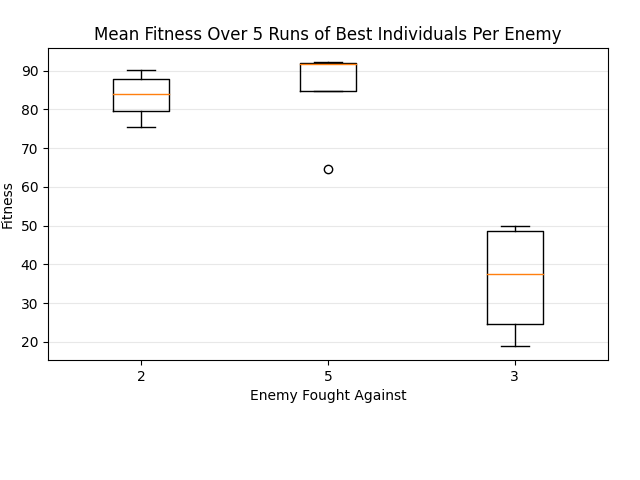 Mean Fitness Over 5 Runs of Best Individuals Per Enemy
Fitness
90
80
70
60
50
40
30
20
2 5 3
Enemy Fought Against